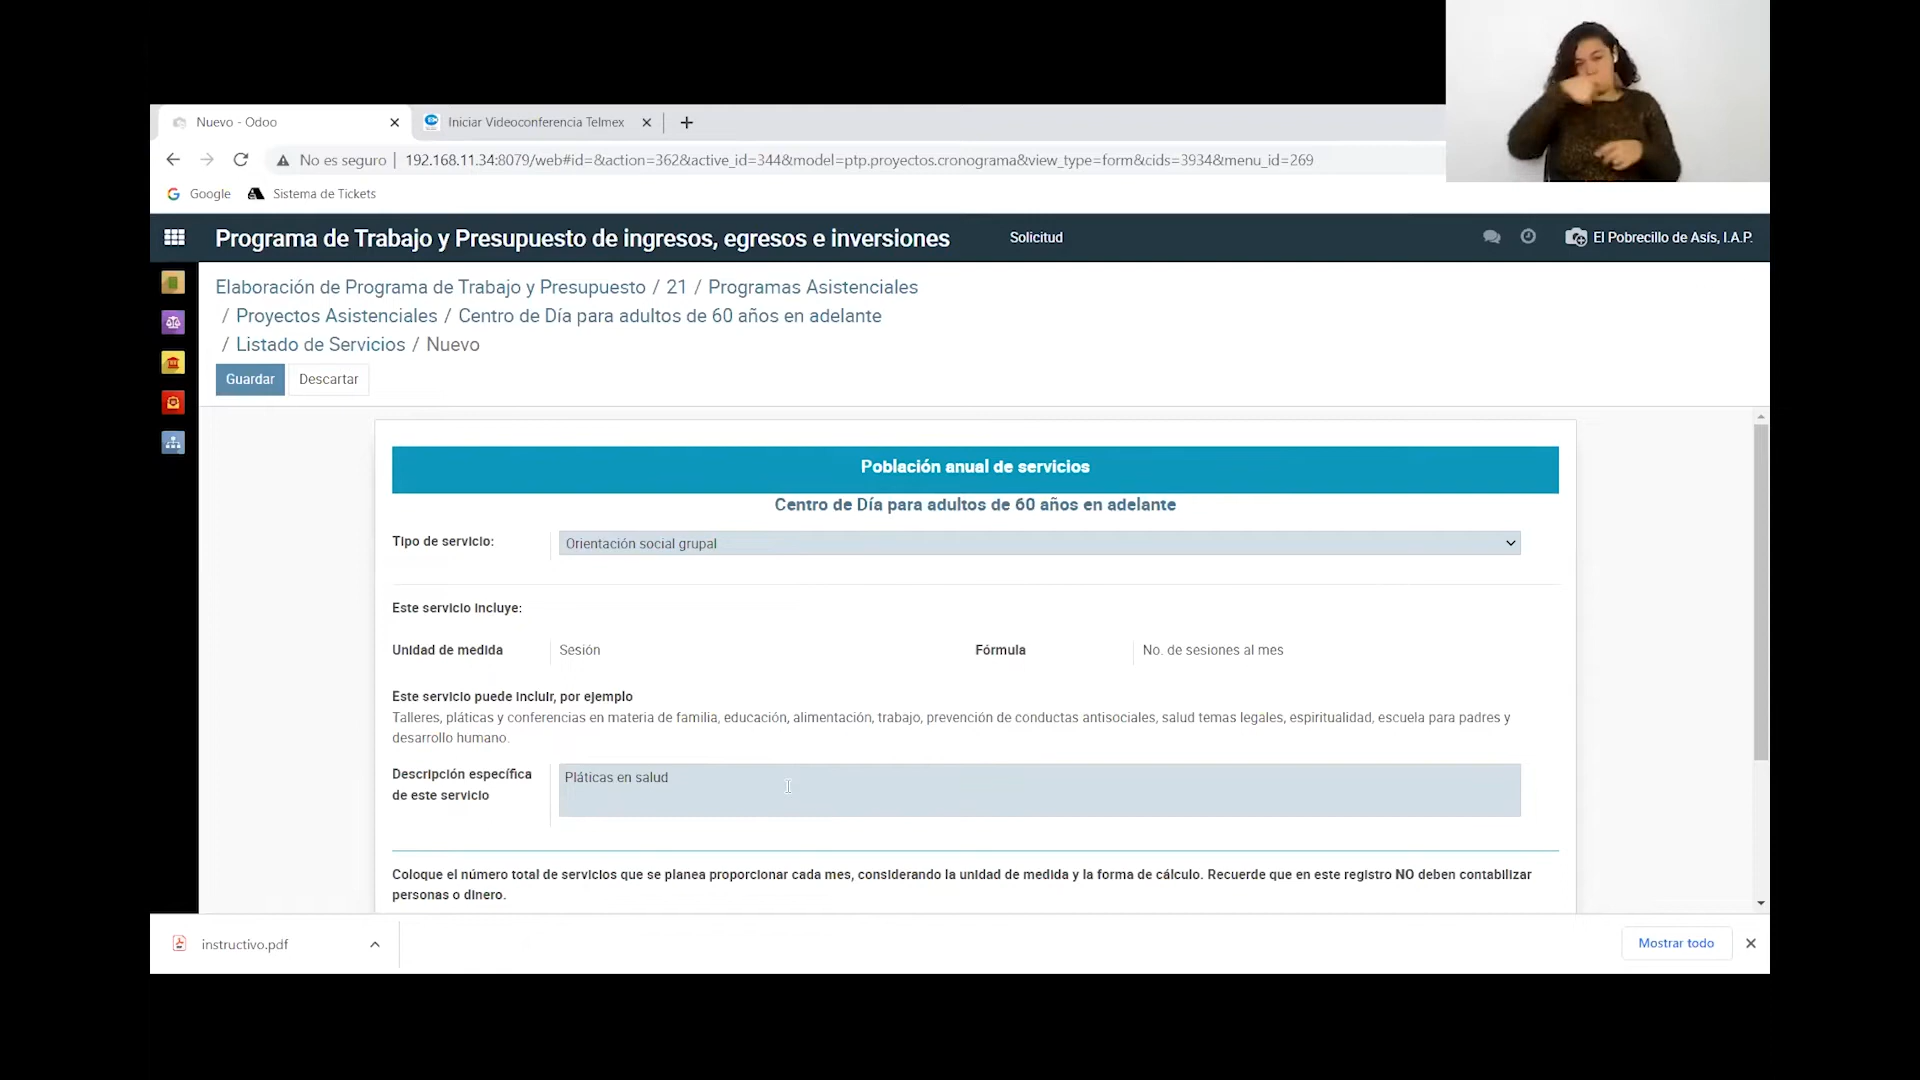 Nuevo - Odoo
Iniciar Videoconferencia Telmex
No es seguro
192.168.11.34:8079/web#id=&action=362&active_id=344&model=ptp.proyectos.cronograma&view_type=form&cids=3934&menu_id=269
Google
Sistema de Tickets
Programa de Trabajo y Presupuesto de ingresos, egresos e inversiones
Solicitud
El Pobrecillo de Asís, I.A.P.
Elaboración de Programa de Trabajo y Presupuesto / 21 / Programas Asistenciales
/ Proyectos Asistenciales / Centro de Día para adultos de 60 años en adelante
/ Listado de Servicios / Nuevo
Guardar
Descartar
Población anual de servicios
Centro de Día para adultos de 60 años en adelante
Tipo de servicio:
Orientación social grupal
Este servicio incluye:
Unidad de medida
Sesión
Fórmula
No. de sesiones al mes
Este servicio puede incluir, por ejemplo
Talleres, pláticas y conferencias en materia de familia, educación, alimentación, trabajo, prevención de conductas antisociales, salud temas legales, espiritualidad, escuela para padres y
desarrollo humano.
Descripción específica
de este servicio
Pláticas en salud
Coloque el número total de servicios que se planea proporcionar cada mes, considerando la unidad de medida y la forma de cálculo. Recuerde que en este registro NO deben contabilizar
personas o dinero.
instructivo.pdf
Mostrar todo